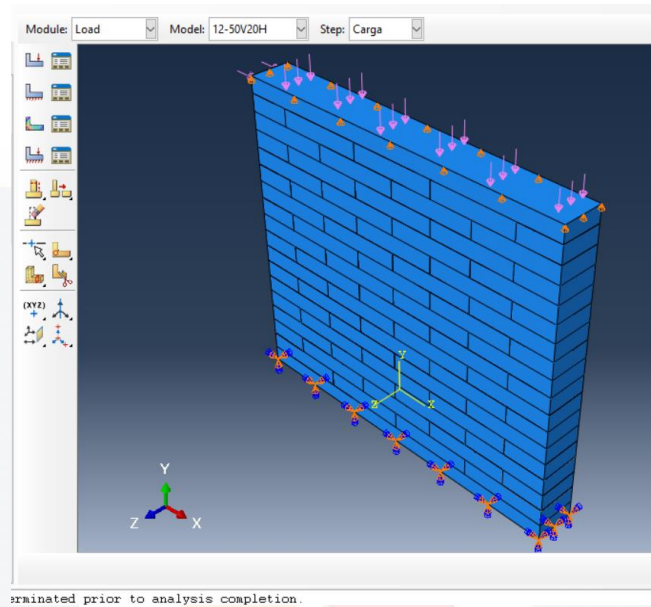 Module: Load Model: 12-50V20H Step: Carga
(XYZ)
y
z x
Y
Z X
erminated prior to analysis completion.